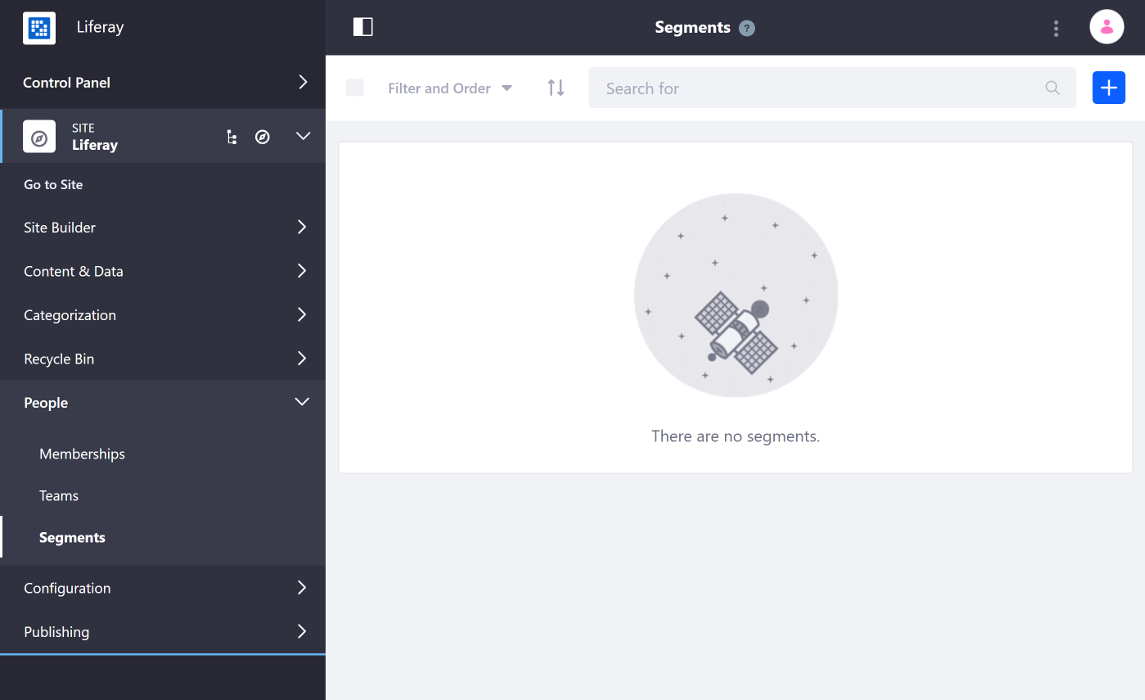 Liferay
Control Panel
SITE
Liferay
Go to Site
Site Builder
Content & Data
Categorization
Recycle Bin
People
Memberships
Teams
Segments
Configuration
Publishing
Segments ?
Filter and Order
Search for
There are no segments.